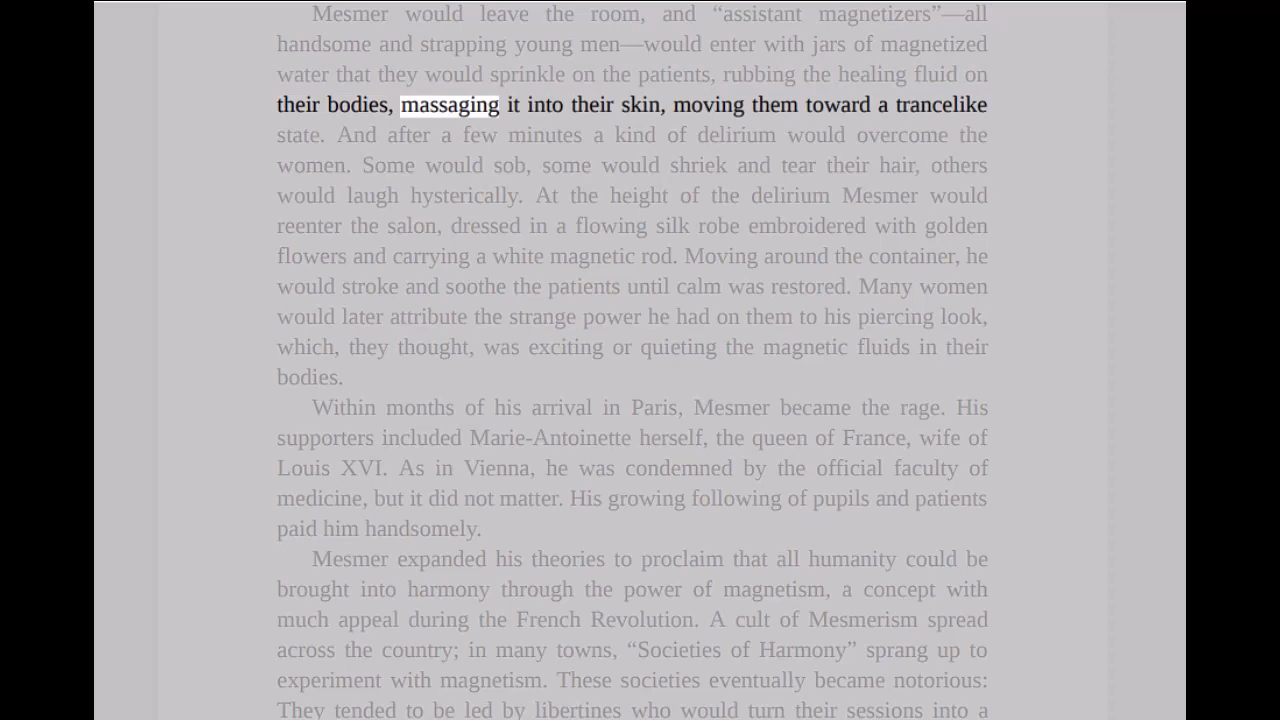 Mesmer would leave the room, and “assistant magnetizers”—all
handsome and strapping young men—would enter with jars of magnetized
water that they would sprinkle on the patients, rubbing the healing fluid on
their bodies, massaging it into their skin, moving them toward a trancelike
state. And after a few minutes a kind of delirium would overcome the
women. Some would sob, some would shriek and tear their hair, others
would laugh hysterically. At the height of the delirium Mesmer would
reenter the salon, dressed in a flowing silk robe embroidered with golden
flowers and carrying a white magnetic rod. Moving around the container, he
would stroke and soothe the patients until calm was restored. Many women
would later attribute the strange power he had on them to his piercing look,
which, they thought, was exciting or quieting the magnetic fluids in their
bodies.
Within months of his arrival in Paris, Mesmer became the rage. His
supporters included Marie-Antoinette herself, the queen of France, wife of
Louis XVI. As in Vienna, he was condemned by the official faculty of
medicine, but it did not matter. His growing following of pupils and patients
paid him handsomely.
Mesmer expanded his theories to proclaim that all humanity could be
brought into harmony through the power of magnetism, a concept with
much appeal during the French Revolution. A cult of Mesmerism spread
across the country; in many towns, “Societies of Harmony” sprang up to
experiment with magnetism. These societies eventually became notorious:
They tended to be led by libertines who would turn their sessions into a